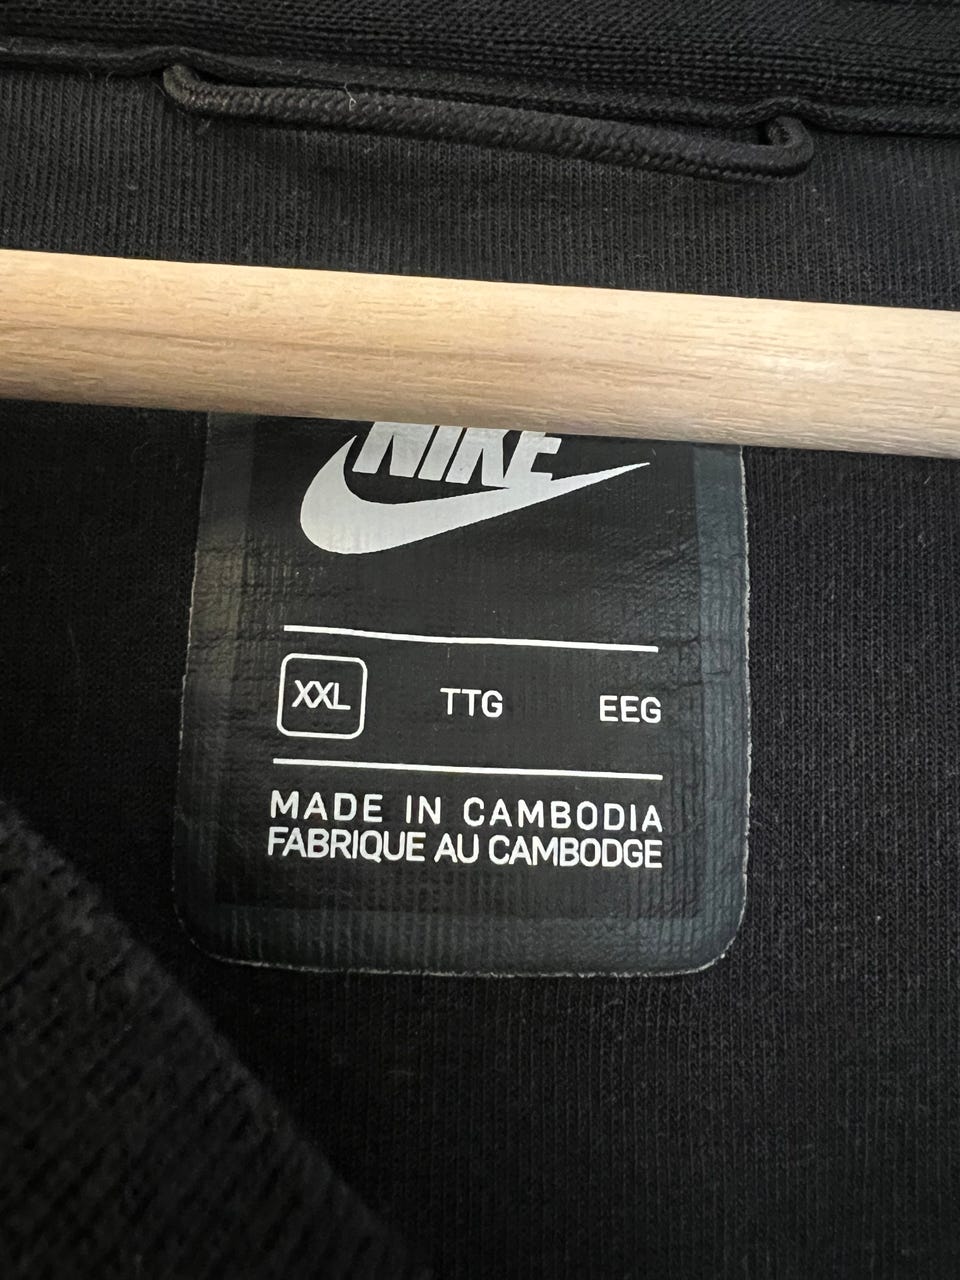 NIKE
XXL TTG EEG
MADE IN CAMBODIA
FABRIQUE AU CAMBODGE